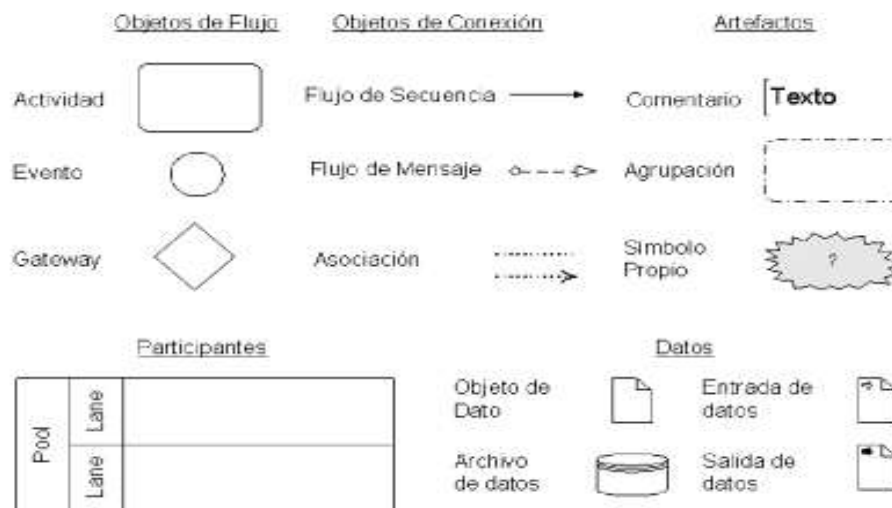 Objetos de Flujo
Objetos de Conexión
Artefactos
Actividad
Flujo de Secuencia
Comentario
Texto
Evento
Flujo de Mensaje
Agrupación
Gateway
Asociación
Simbolo
Propio
?
Participantes
Datos
Pool
Lane
Lane
Objeto de
Dato
Entrada de
datos
Archivo
de datos
Salida de
datos